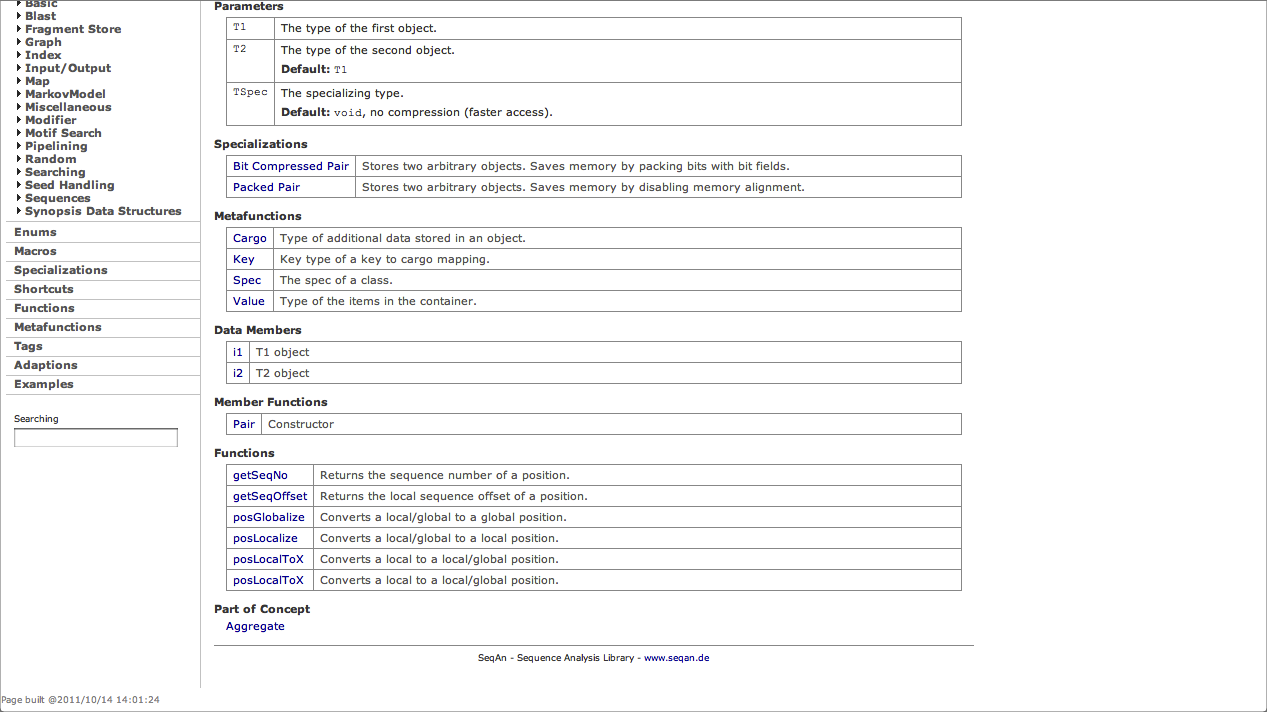 Basic
Blast
Fragment Store
Graph
Index
Input/Output
Map
MarkovModel
Miscellaneous
Modifier
Motif Search
Pipelining
Random
Searching
Seed Handling
Sequences
Synopsis Data Structures
Enums
Macros
Specializations
Shortcuts
Functions
Metafunctions
Tags
Adaptions
Examples
Searching
Parameters
T1 The type of the first object.
T2 The type of the second object.
Default: T1
TSpec The specializing type.
Default: void, no compression (faster access).
Specializations
Bit Compressed Pair Stores two arbitrary objects. Saves memory by packing bits with bit fields.
Packed Pair Stores two arbitrary objects. Saves memory by disabling memory alignment.
Metafunctions
Cargo Type of additional data stored in an object.
Key Key type of a key to cargo mapping.
Spec The spec of a class.
Value Type of the items in the container.
Data Members
i1 T1 object
i2 T2 object
Member Functions
Pair Constructor
Functions
getSeqNo Returns the sequence number of a position.
getSeqOffset Returns the local sequence offset of a position.
posGlobalize Converts a local/global to a global position.
posLocalize Converts a local/global to a local position.
posLocalToX Converts a local to a local/global position.
posLocalToX Converts a local to a local/global position.
Part of Concept
Aggregate
SeqAn - Sequence Analysis Library - www.seqan.de
Page built @2011/10/14 14:01:24